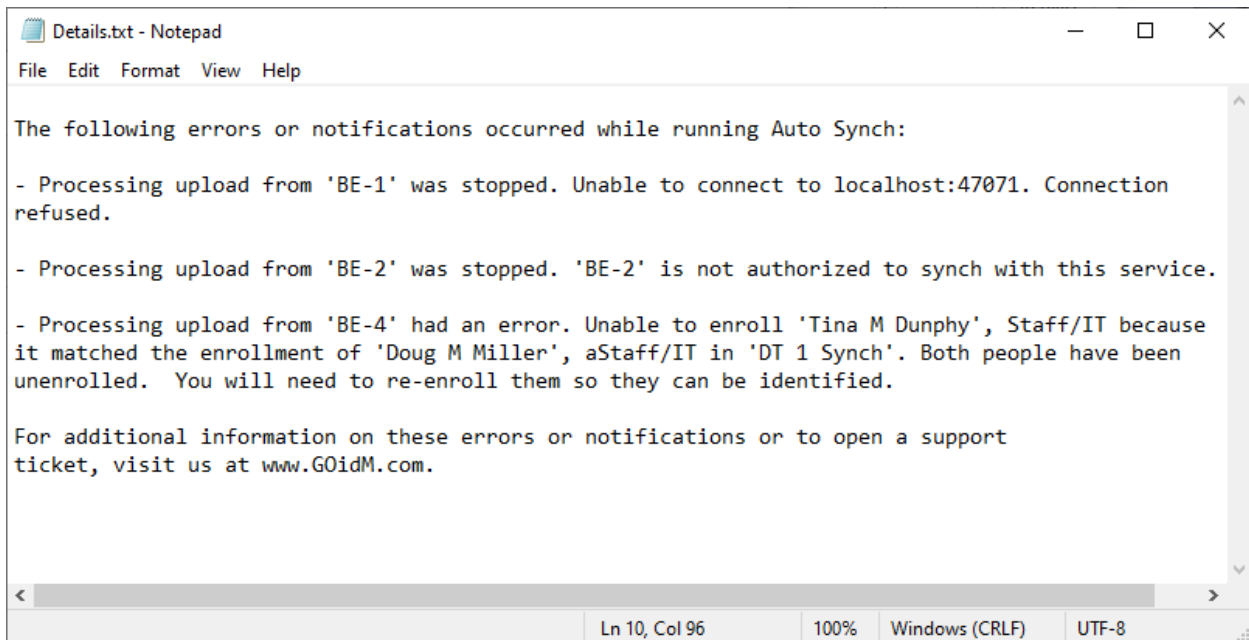 Details.txt - Notepad
File Edit Format View Help
The following errors or notifications occurred while running Auto Synch:
- Processing upload from 'BE-1' was stopped. Unable to connect to localhost:47071. Connection
refused.
- Processing upload from 'BE-2' was stopped. 'BE-2' is not authorized to synch with this service.
- Processing upload from 'BE-4' had an error. Unable to enroll 'Tina M Dunphy', Staff/IT because
it matched the enrollment of 'Doug M Miller', aStaff/IT in 'DT 1 Synch'. Both people have been
unenrolled.  You will need to re-enroll them so they can be identified.
For additional information on these errors or notifications or to open a support
ticket, visit us at www.GOidM.com.
Ln 10, Col 96 100% Windows (CRLF) UTF-8